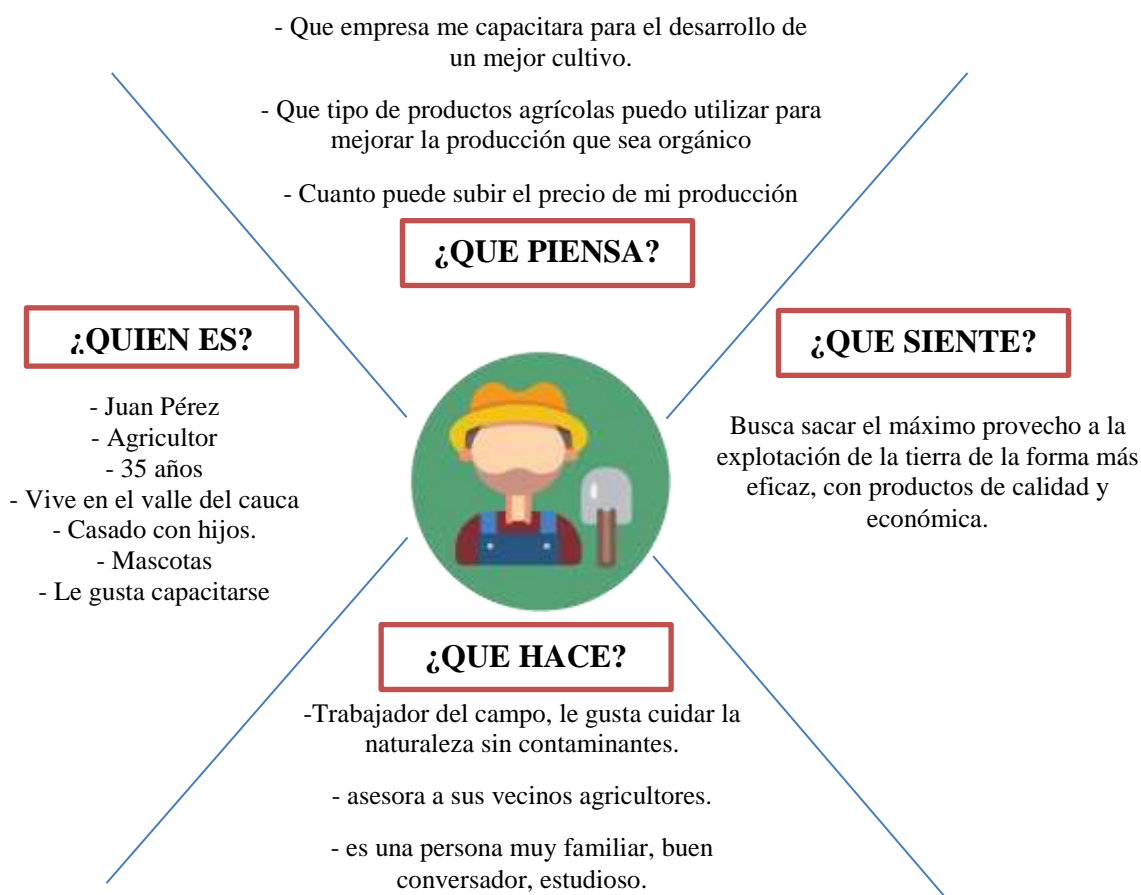 - Que empresa me capacitara para el desarrollo de
un mejor cultivo.
- Que tipo de productos agrícolas puedo utilizar para
mejorar la producción que sea orgánico
- Cuanto puede subir el precio de mi producción
¿QUE PIENSA?
¿QUIEN ES?
- Juan Pérez
- Agricultor
- 35 años
- Vive en el valle del cauca
- Casado con hijos.
- Mascotas
- Le gusta capacitarse
¿QUE SIENTE?
Busca sacar el máximo provecho a la
explotación de la tierra de la forma más
eficaz, con productos de calidad y
económica.
¿QUE HACE?
-Trabajador del campo, le gusta cuidar la
naturaleza sin contaminantes.
- asesora a sus vecinos agricultores.
- es una persona muy familiar, buen
conversador, estudioso.